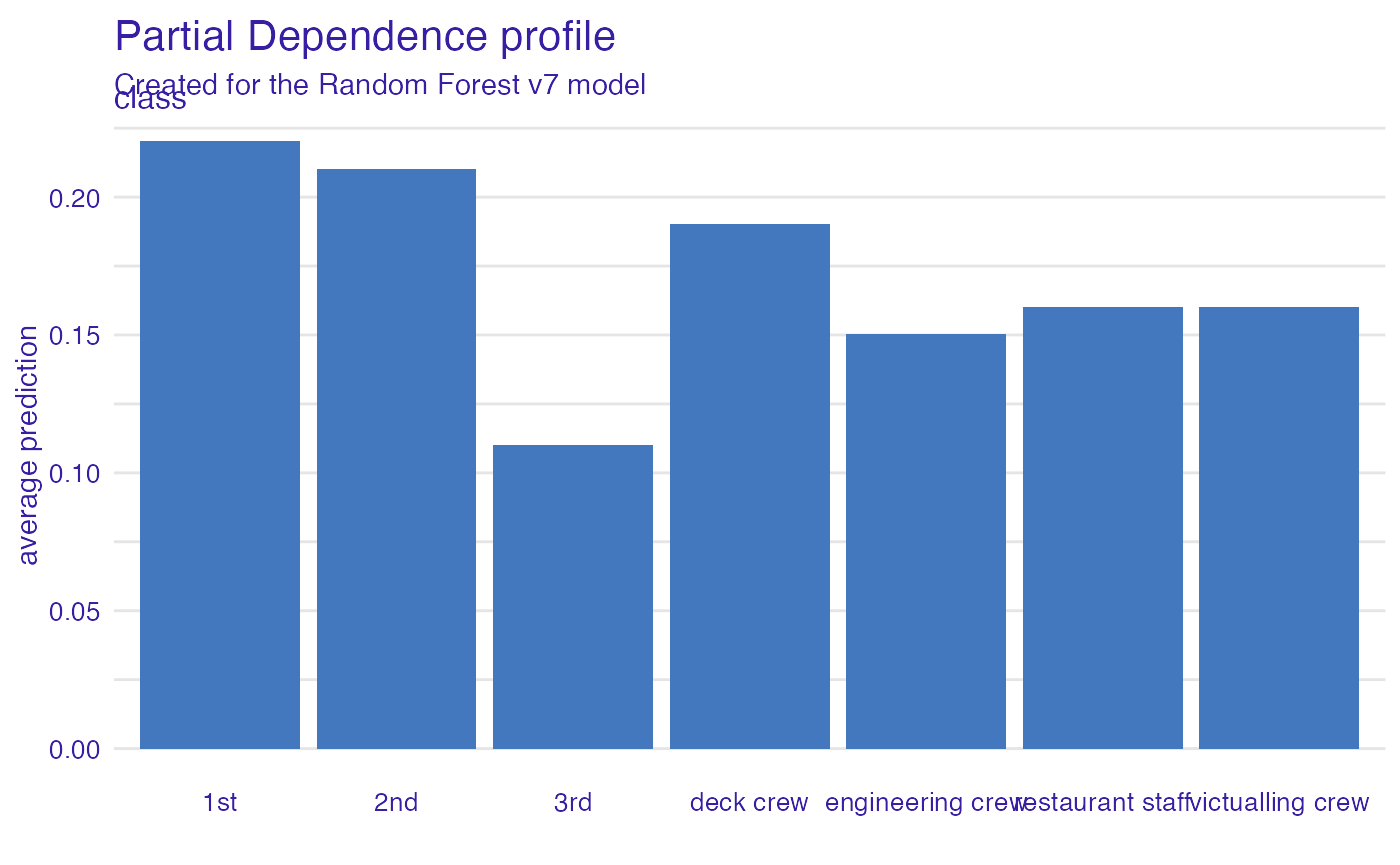 Partial Dependence profile
Created for the Random Forest v7 model
class
average prediction
0.20
0.15
0.10
0.05
0.00
1st 2nd 3rd deck crew engineering crew restaurant staff victualling crew